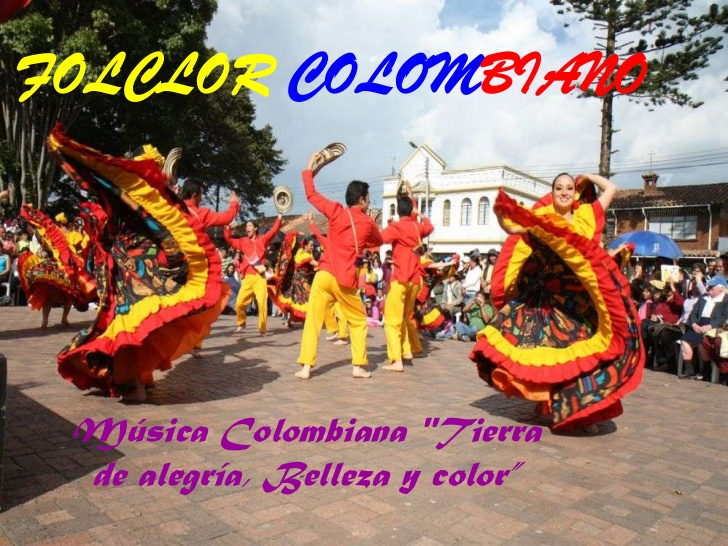 FOLCLOR COLOMBIANO
Música Colombiana "Tierra
de alegría, Belleza y color"